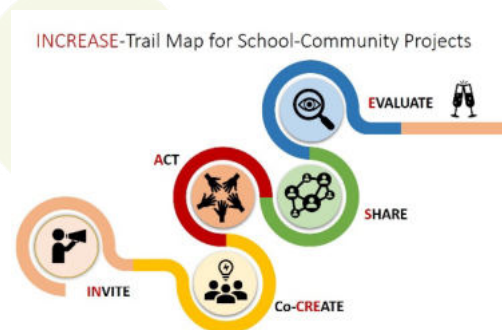 INCREASE-Trail Map for School-Community Projects
EVALUATE
ACT
SHARE
INVITE
Co-CREATE